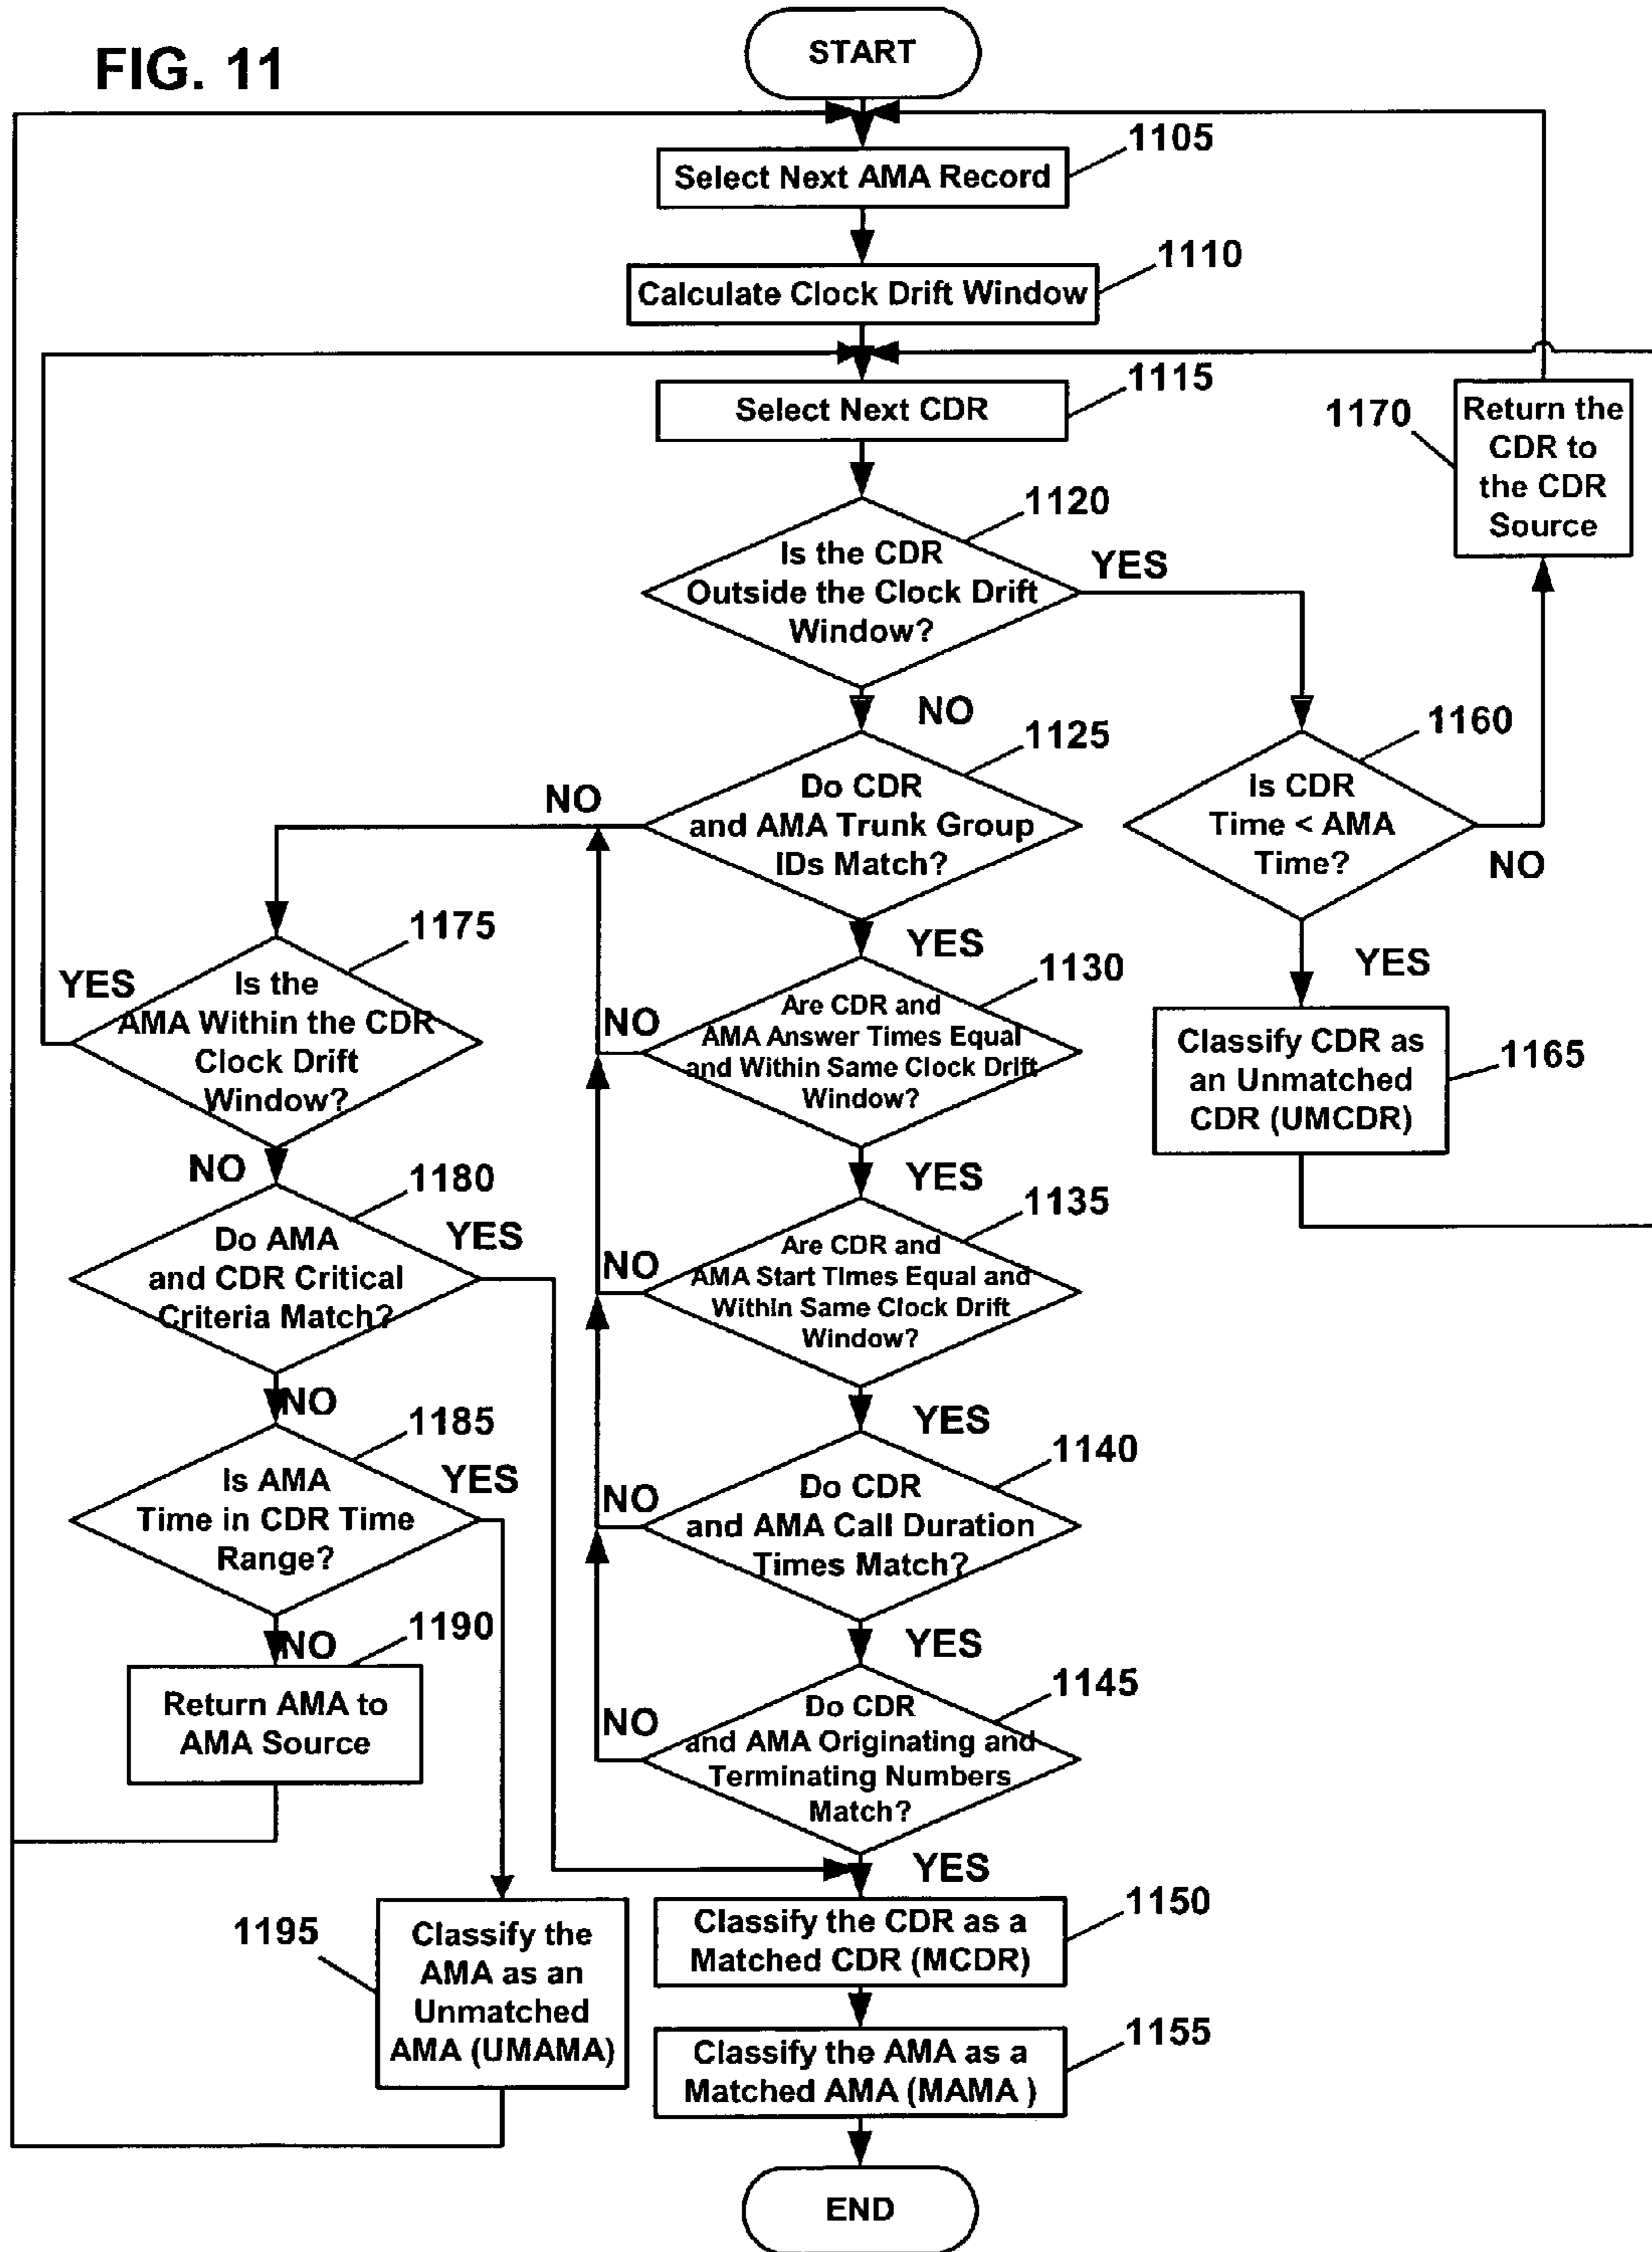 FIG. 11
START
1105
Select Next AMA Record
1110
Calculate Clock Drift Window
1115
Select Next CDR
1170
Return the
CDR to
the CDR
Source
1120
Is the CDR
Outside the Clock Drift
Window?
YES
NO
1125
Do CDR
and AMA Trunk Group
IDs Match?
NO
YES
1160
Is CDR
Time < AMA
Time?
NO
YES
1165
Classify CDR as
an Unmatched
CDR (UMCDR)
1175
Is the
AMA Within the CDR
Clock Drift
Window?
YES
NO
1130
Are CDR and
AMA Answer Times Equal
and Within Same Clock Drift
Window?
NO
YES
1180
Do AMA
and CDR Critical
Criteria Match?
YES
NO
1135
Are CDR and
AMA Start Times Equal and
Within Same Clock Drift
Window?
NO
YES
1185
Is AMA
Time in CDR Time
Range?
YES
NO
1140
Do CDR
and AMA Call Duration
Times Match?
NO
YES
1190
Return AMA to
AMA Source
1145
Do CDR
and AMA Originating and
Terminating Numbers
Match?
NO
YES
1195
Classify the
AMA as an
Unmatched
AMA (UMAMA)
1150
Classify the CDR as a
Matched CDR (MCDR)
1155
Classify the AMA as a
Matched AMA (MAMA )
END